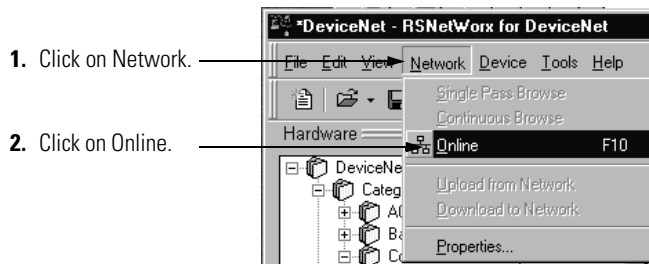 *DeviceNet - RSNetWorx for DeviceNet
1. Click on Network.
File Edit View Network Device Tools Help
Single Pass Browse
Continuous Browse
Hardware
2. Click on Online.
Online F10
DeviceNe
Categ
Upload from Network
Download to Network
Properties...